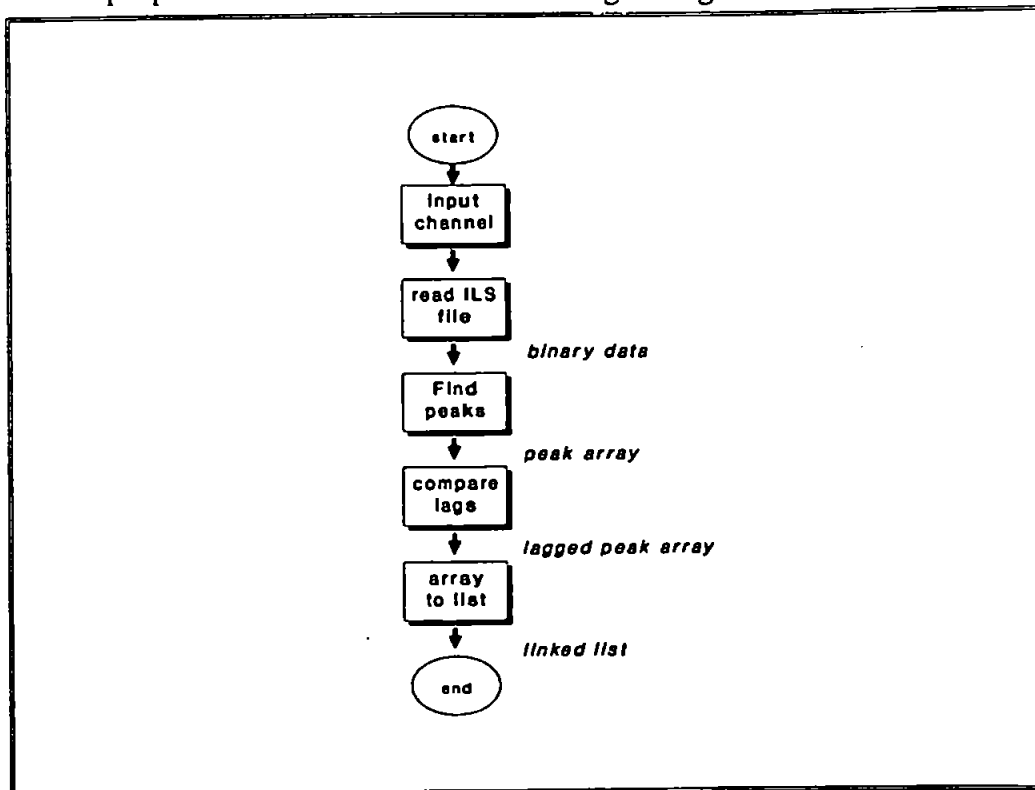 start
Input
channel
read ILS
file
binary data
Find
peaks
peak array
compare
lags
lagged peak array
array
to list
linked list
end